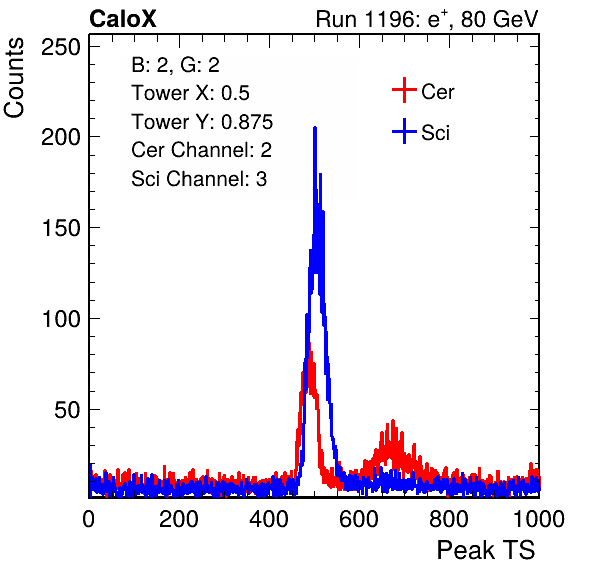 CaloX Run 1196: e⁺, 80 GeV
B: 2, G: 2
Tower X: 0.5
Tower Y: 0.875
Cer Channel: 2
Sci Channel: 3
Cer
Sci
Counts
250
200
150
100
50
0 200 400 600 800 1000
Peak TS